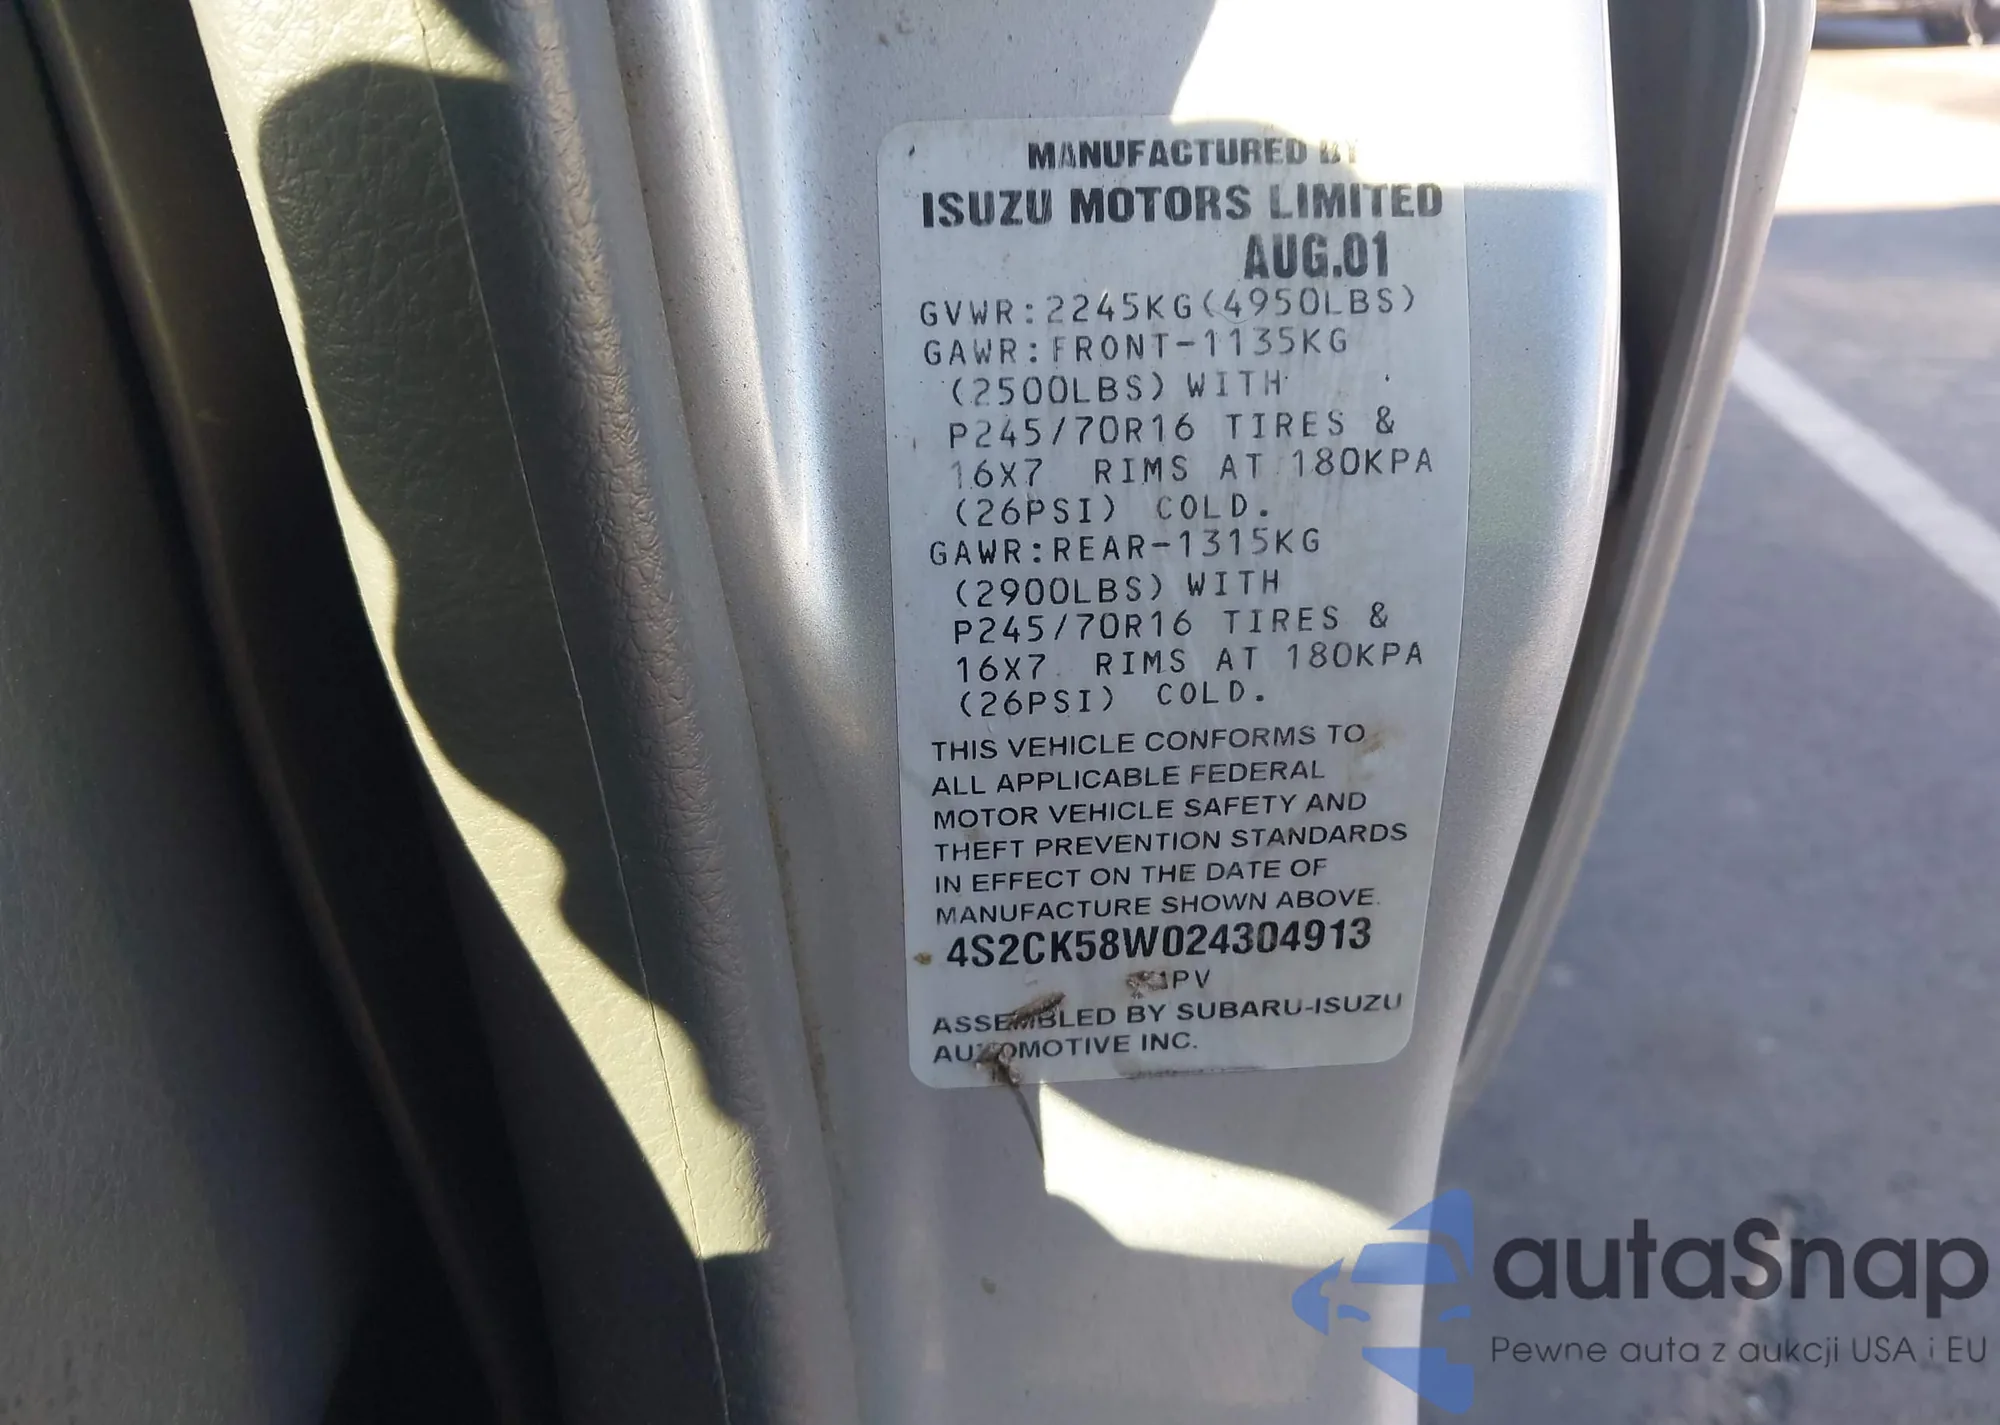 MANUFACTURED BY
ISUZU MOTORS LIMITED
AUG.01
GVWR:2245KG(4950LBS)
GAWR:FRONT-1135KG
(2500LBS) WITH
P245/70R16 TIRES &
16X7 RIMS AT 180KPA
(26PSI) COLD.
GAWR:REAR-1315KG
(2900LBS) WITH
P245/70R16 TIRES &
16X7 RIMS AT 180KPA
(26PSI) COLD.
THIS VEHICLE CONFORMS TO
ALL APPLICABLE FEDERAL
MOTOR VEHICLE SAFETY AND
THEFT PREVENTION STANDARDS
IN EFFECT ON THE DATE OF
MANUFACTURE SHOWN ABOVE.
4S2CK58W024304913
ASSEMBLED BY SUBARU-ISUZU
AUTOMOTIVE INC.
autaSnap
Pewne auta z aukcji USA i EU